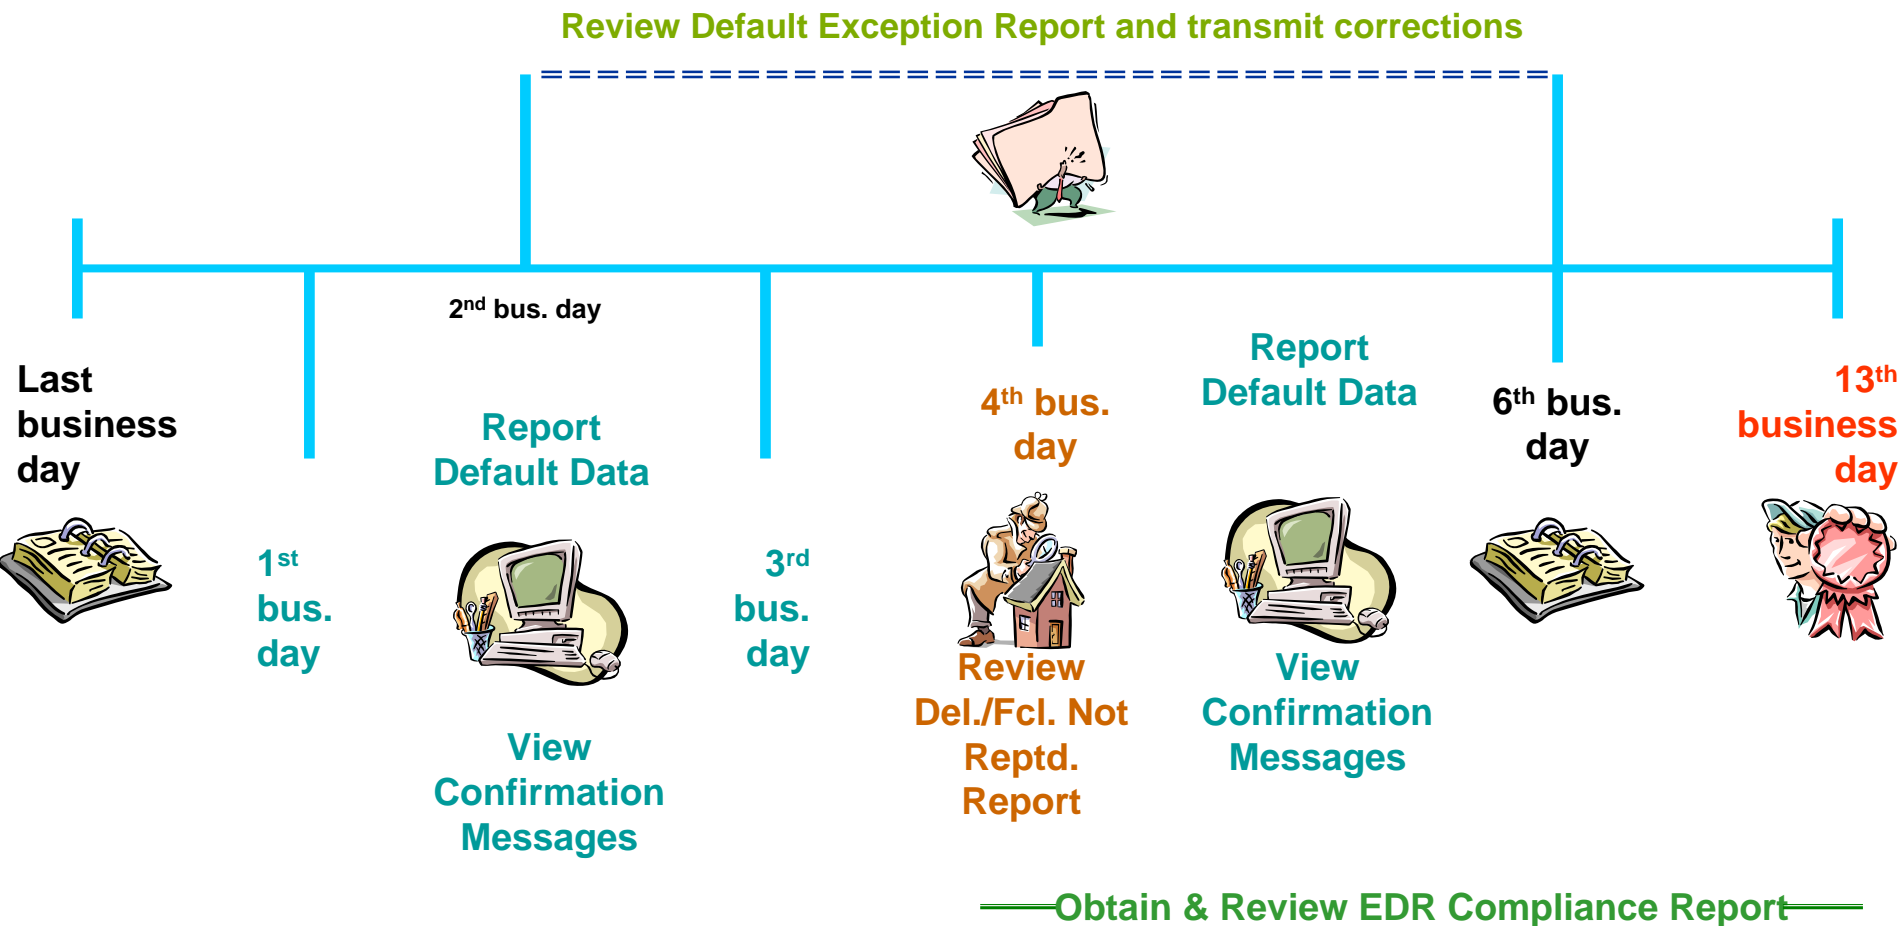 Review Default Exception Report and transmit corrections
2nd bus. day
Last
business
day
1st
bus.
day
Report
Default Data
View
Confirmation
Messages
3rd
bus.
day
4th bus.
day
Review
Del./Fcl. Not
Reptd.
Report
Report
Default Data
View
Confirmation
Messages
6th bus.
day
13th
business
day
Obtain & Review EDR Compliance Report